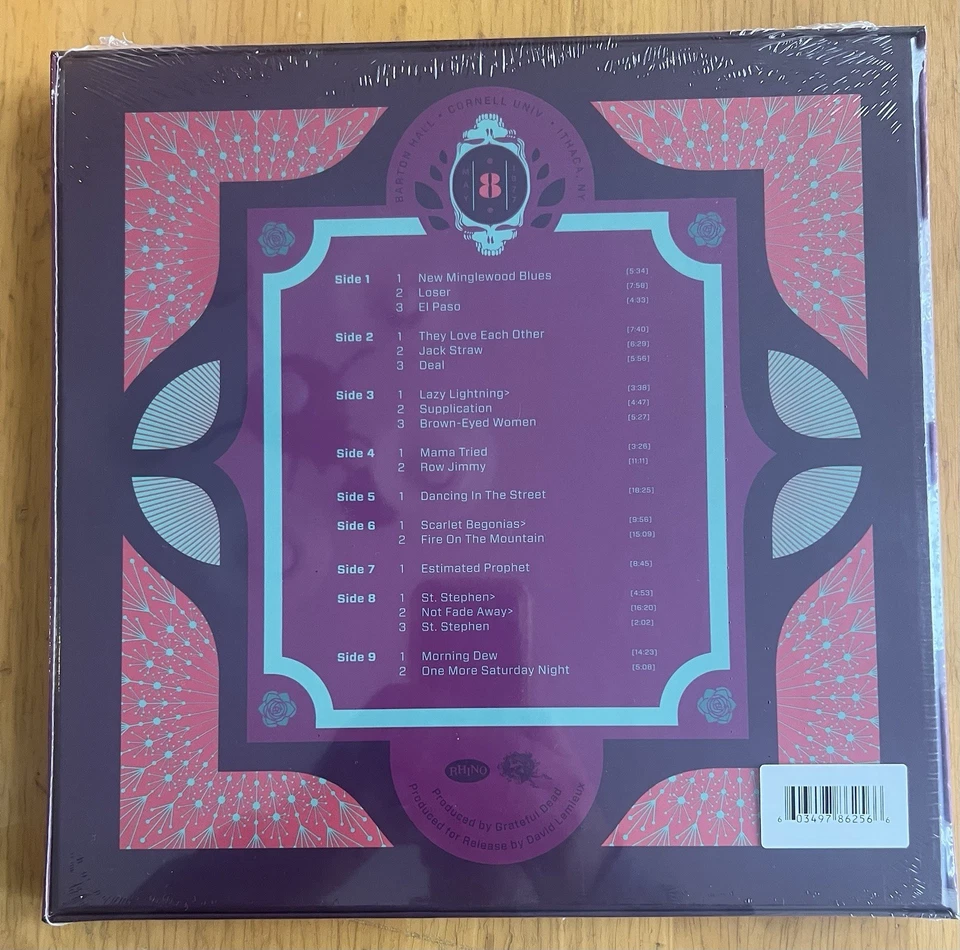 BARTON HALL • CORNELL UNIV. • ITHACA, NY
MAY 8 1977
Side 1 1 New Minglewood Blues [5:34]
2 Loser [7:58]
3 El Paso [4:33]
Side 2 1 They Love Each Other [7:40]
2 Jack Straw [6:29]
3 Deal [5:56]
Side 3 1 Lazy Lightning> [3:38]
2 Supplication [4:47]
3 Brown-Eyed Women [5:27]
Side 4 1 Mama Tried [3:28]
2 Row Jimmy [11:11]
Side 5 1 Dancing In The Street [18:25]
Side 6 1 Scarlet Begonias> [9:56]
2 Fire On The Mountain [15:09]
Side 7 1 Estimated Prophet [8:45]
Side 8 1 St. Stephen> [4:53]
2 Not Fade Away> [16:20]
3 St. Stephen [2:02]
Side 9 1 Morning Dew [14:23]
2 One More Saturday Night [5:08]
RHINO
Produced by Grateful Dead
Produced for Release by David Lemieux
6 03497 86256 6